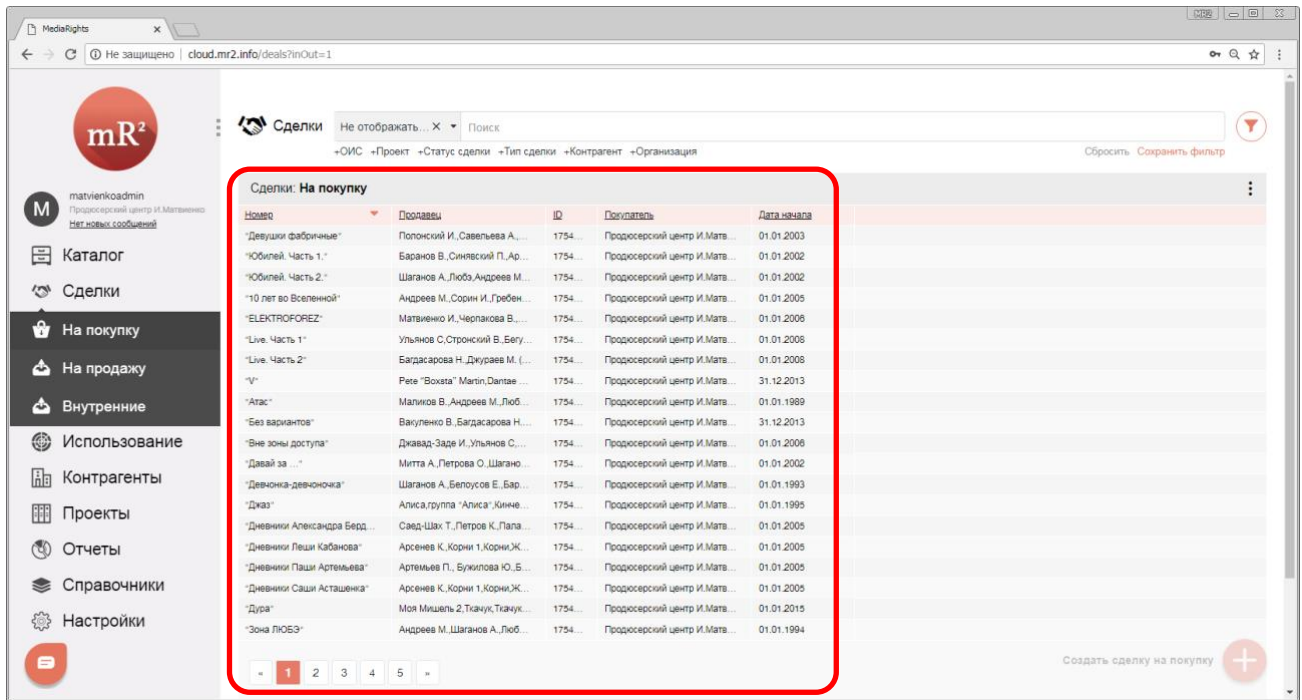 MediaRights
Не защищено | cloud.mr2.info/deals?inOut=1
mR²
M
matvienkoadmin
Продюсерский центр И.Матвиенко
Нет новых сообщений
Каталог
Сделки
На покупку
На продажу
Внутренние
Использование
Контрагенты
Проекты
Отчеты
Справочники
Настройки
Сделки Не отображать... Поиск
+ОИС +Проект +Статус сделки +Тип сделки +Контрагент +Организация Сбросить Сохранить фильтр
Сделки: На покупку
Номер Продавец ID Покупатель Дата начала
"Девушки фабричные" Полонский И.,Савельева А.,... 1754... Продюсерский центр И.Матв... 01.01.2003
"Юбилей. Часть 1." Баранов В.,Синявский П.,Ар... 1754... Продюсерский центр И.Матв... 01.01.2002
"Юбилей. Часть 2." Шаганов А.,Любэ,Андреев М... 1754... Продюсерский центр И.Матв... 01.01.2002
"10 лет во Вселенной" Андреев М.,Сорин И.,Гребен... 1754... Продюсерский центр И.Матв... 01.01.2005
"ELEKTROFOREZ" Матвиенко И.,Черпакова В.,... 1754... Продюсерский центр И.Матв... 01.01.2006
"Live. Часть 1" Ульянов С,Стронский В.,Бегу... 1754... Продюсерский центр И.Матв... 01.01.2008
"Live. Часть 2" Багдасарова Н.,Джураев М. (... 1754... Продюсерский центр И.Матв... 01.01.2008
"V" Pete "Boxsta" Martin,Dantae ... 1754... Продюсерский центр И.Матв... 31.12.2013
"Атас" Маликов В.,Андреев М.,Люб... 1754... Продюсерский центр И.Матв... 01.01.1989
"Без вариантов" Вакуленко В.,Багдасарова Н.... 1754... Продюсерский центр И.Матв... 31.12.2013
"Вне зоны доступа" Джавад-Заде И.,Ульянов С,... 1754... Продюсерский центр И.Матв... 01.01.2006
"Давай за ..." Митта А.,Петрова О.,Шагано... 1754... Продюсерский центр И.Матв... 01.01.2002
"Девчонка-девчоночка" Шаганов А.,Белоусов Е.,Бар... 1754... Продюсерский центр И.Матв... 01.01.1993
"Джаз" Алиса,группа "Алиса",Кинче... 1754... Продюсерский центр И.Матв... 01.01.1995
"Дневники Александра Берд... Саед-Шах Т.,Петров К.,Папа... 1754... Продюсерский центр И.Матв... 01.01.2005
"Дневники Леши Кабанова" Арсенев К.,Корни 1,Корни,Ж... 1754... Продюсерский центр И.Матв... 01.01.2005
"Дневники Паши Артемьева" Артемьев П., Бужилова Ю.,Б... 1754... Продюсерский центр И.Матв... 01.01.2005
"Дневники Саши Асташенка" Арсенев К.,Корни 1,Корни,Ж... 1754... Продюсерский центр И.Матв... 01.01.2005
"Дура" Моя Мишель 2,Ткачук,Ткачук... 1754... Продюсерский центр И.Матв... 01.01.2015
"Зона ЛЮБЭ" Андреев М.,Шаганов А.,Люб... 1754... Продюсерский центр И.Матв... 01.01.1994
« 1 2 3 4 5 »
Создать сделку на покупку